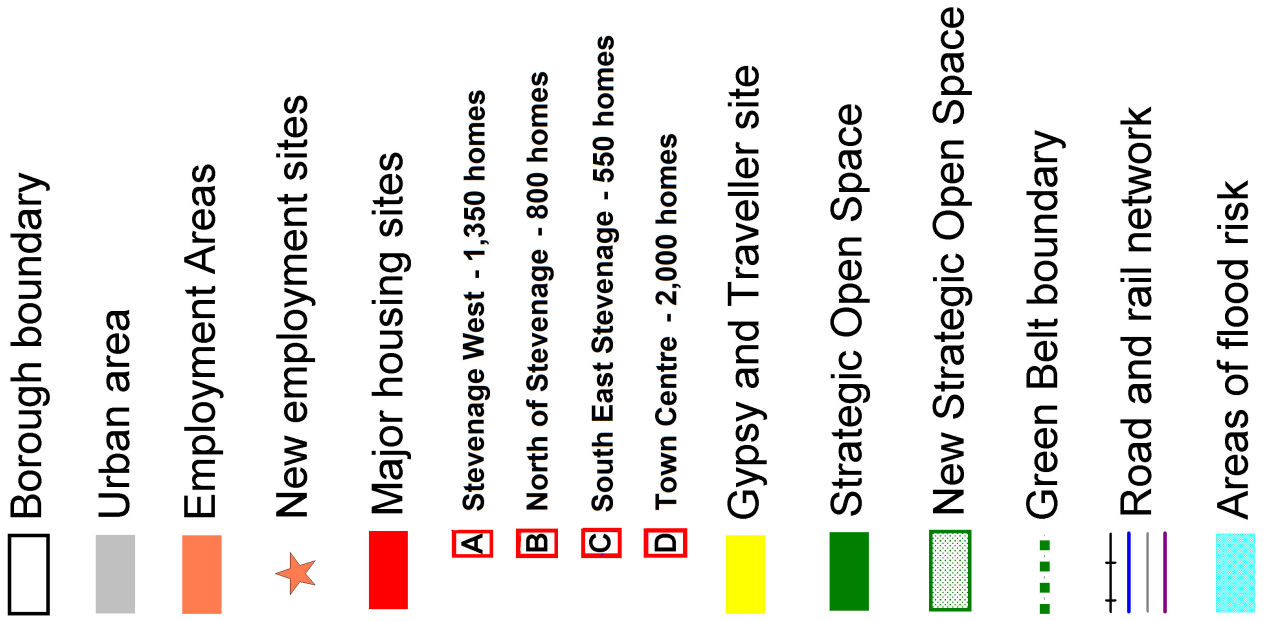 Borough boundary
Urban area
Employment Areas
New employment sites
Major housing sites
A Stevenage West - 1,350 homes
B North of Stevenage - 800 homes
C South East Stevenage - 550 homes
D Town Centre - 2,000 homes
Gypsy and Traveller site
Strategic Open Space
New Strategic Open Space
Green Belt boundary
Road and rail network
Areas of flood risk